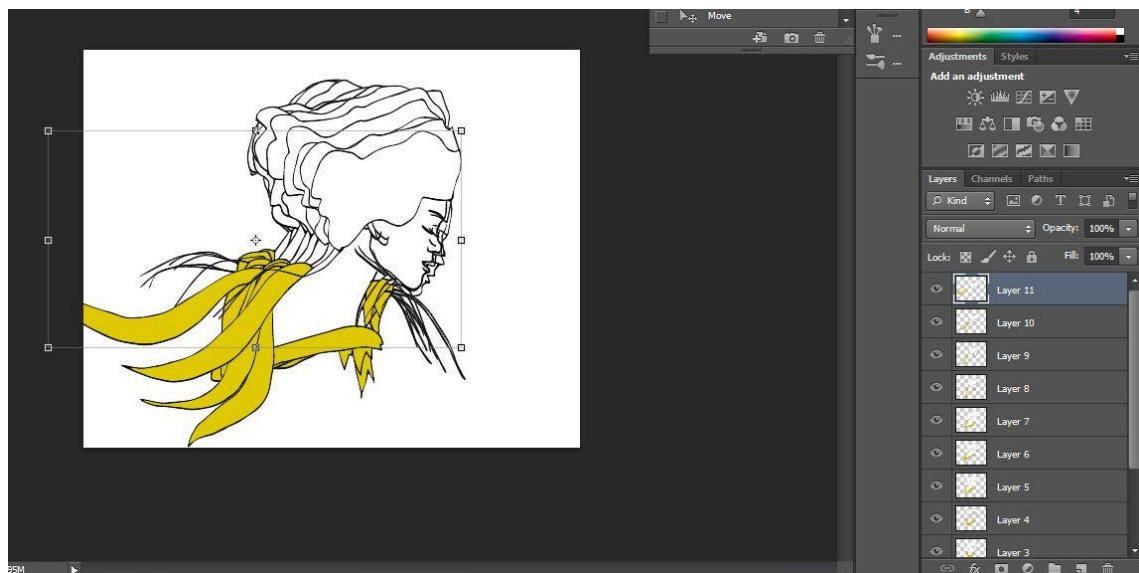 Move
Adjustments Styles
Add an adjustment
Layers Channels Paths
Kind
T
Normal Opacity: 100%
Lock: Fill: 100%
Layer 11
Layer 10
Layer 9
Layer 8
Layer 7
Layer 6
Layer 5
Layer 4
Layer 3
fx